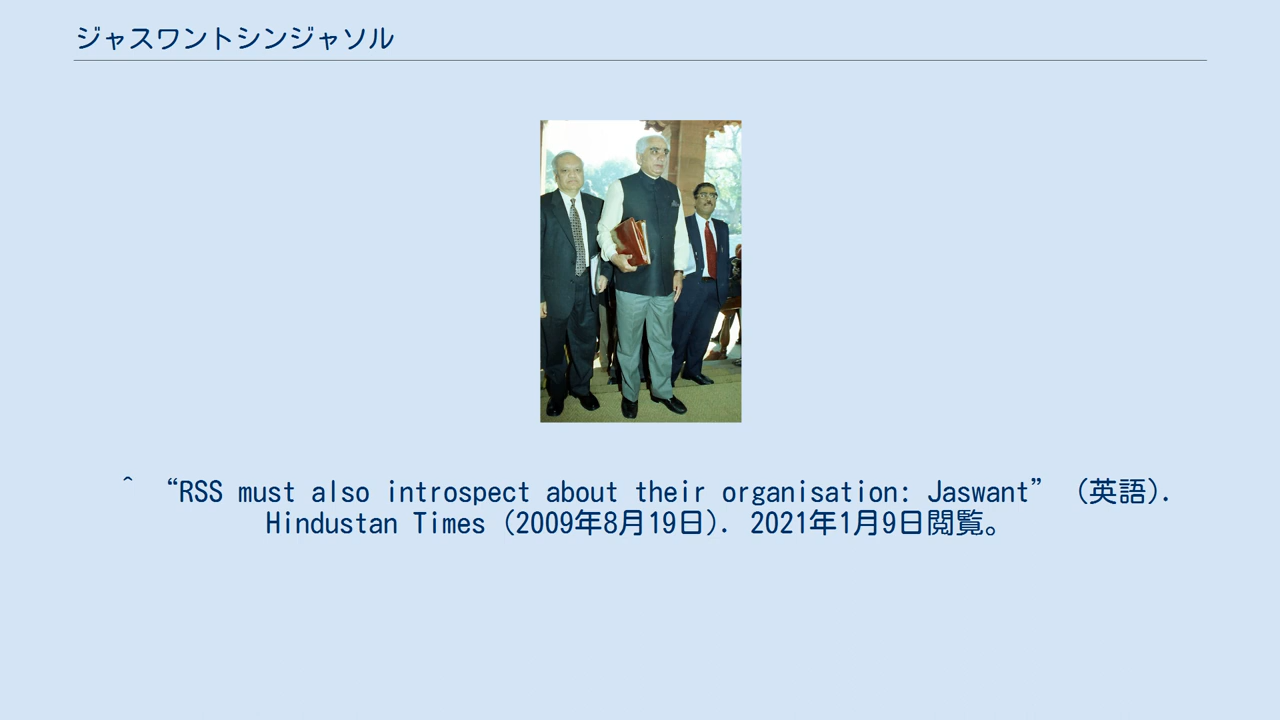 ジャスワントシンジャソル
^ “RSS must also introspect about their organisation: Jaswant” (英語).
Hindustan Times (2009年8月19日). 2021年1月9日閲覧。